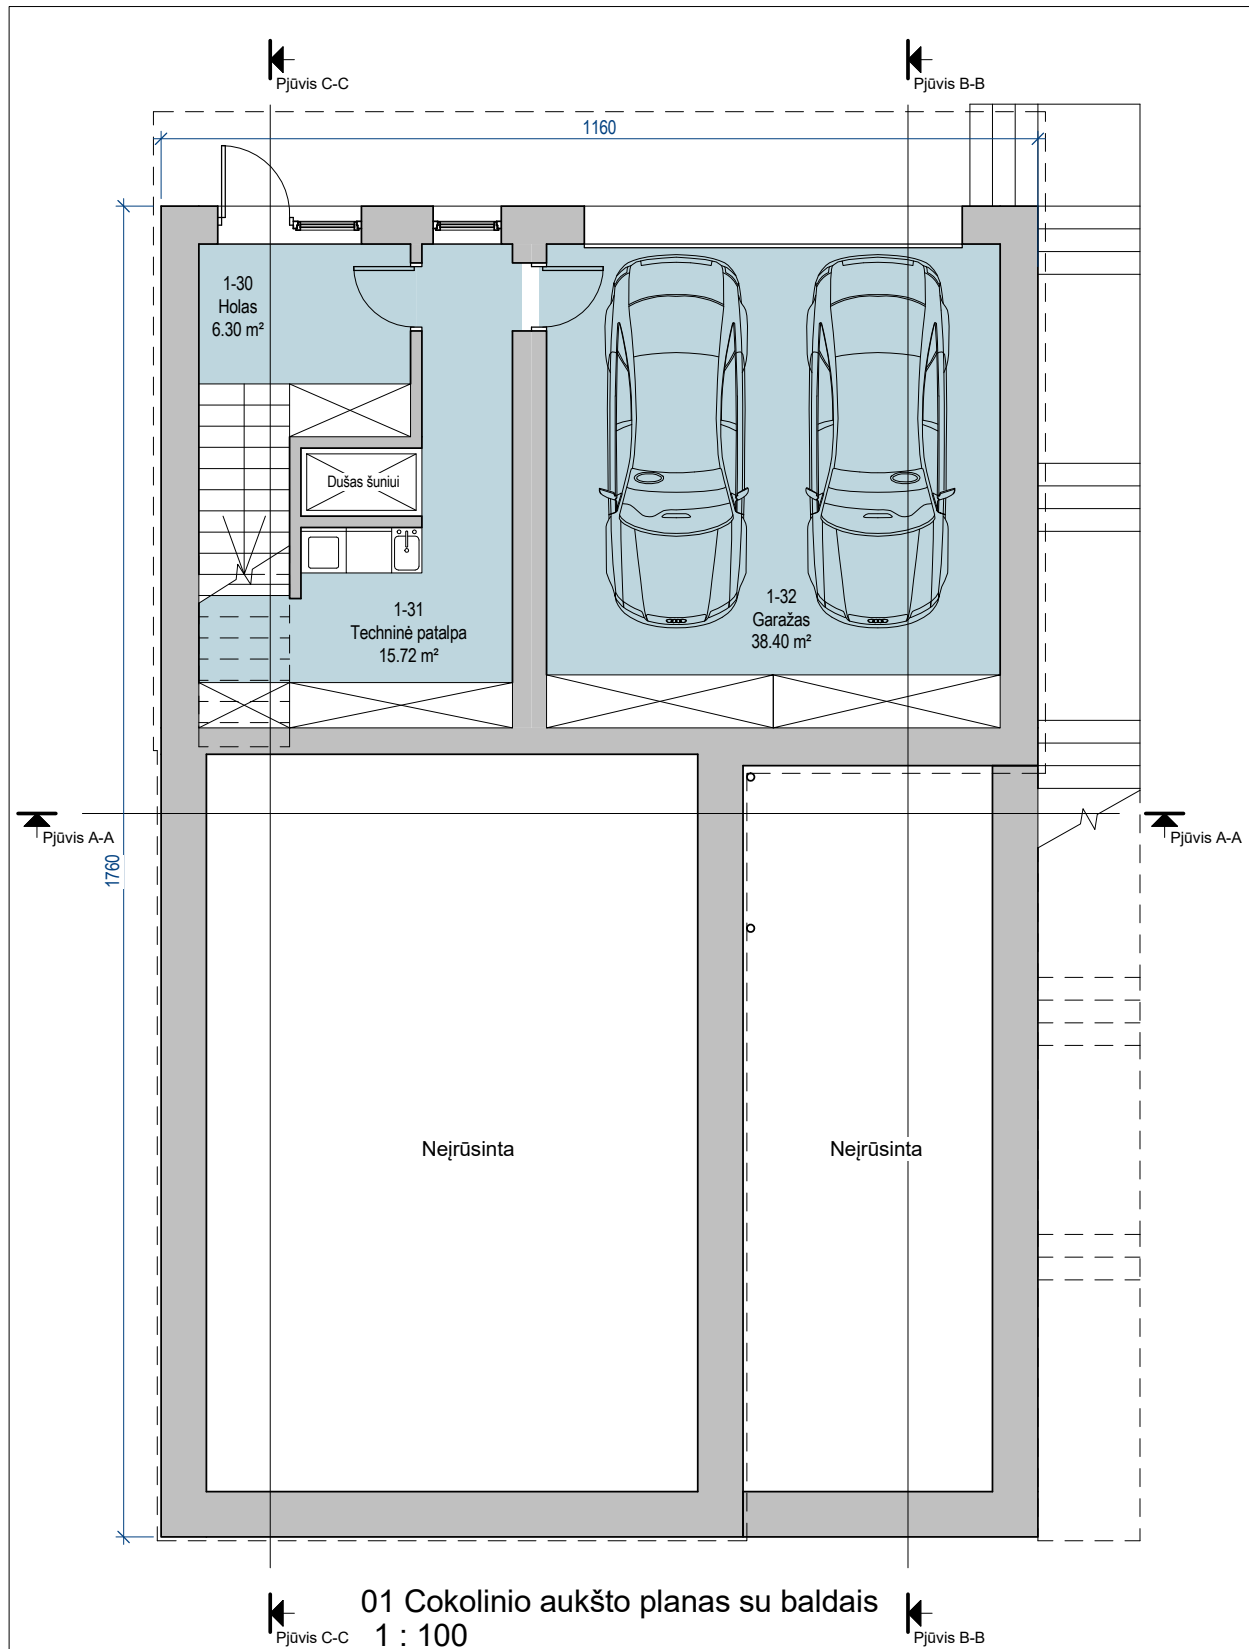 Pjūvis C-C
Pjūvis B-B
1160
1-30
Holas
6.30 m²
Dušas šuniui
1-31
Techninė patalpa
15.72 m²
1-32
Garažas
38.40 m²
Pjūvis A-A
Pjūvis A-A
1760
Neįrūsinta
Neįrūsinta
01 Cokolinio aukšto planas su baldais
1 : 100
Pjūvis C-C
Pjūvis B-B